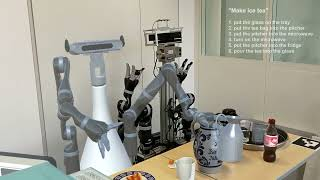 "Make ice tea"
1. put the glass on the tray
2. put the tea bag into the pitcher
3. put the pitcher into the microwave
4. turn on the microwave
5. put the pitcher into the fridge
6. pour the tea into the glass